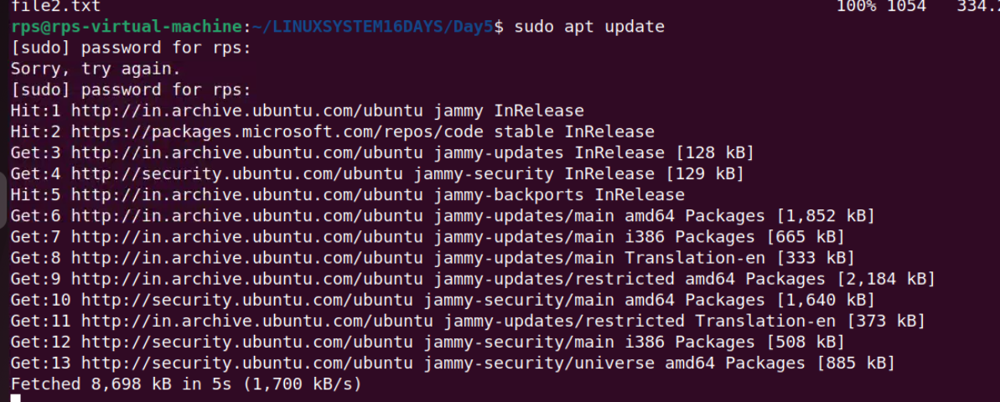 file2.txt 100% 1054 334.
rps@rps-virtual-machine:~/LINUXSYSTEM16DAYS/Day5$ sudo apt update
[sudo] password for rps:
Sorry, try again.
[sudo] password for rps:
Hit:1 http://in.archive.ubuntu.com/ubuntu jammy InRelease
Hit:2 https://packages.microsoft.com/repos/code stable InRelease
Get:3 http://in.archive.ubuntu.com/ubuntu jammy-updates InRelease [128 kB]
Get:4 http://security.ubuntu.com/ubuntu jammy-security InRelease [129 kB]
Hit:5 http://in.archive.ubuntu.com/ubuntu jammy-backports InRelease
Get:6 http://in.archive.ubuntu.com/ubuntu jammy-updates/main amd64 Packages [1,852 kB]
Get:7 http://in.archive.ubuntu.com/ubuntu jammy-updates/main i386 Packages [665 kB]
Get:8 http://in.archive.ubuntu.com/ubuntu jammy-updates/main Translation-en [333 kB]
Get:9 http://in.archive.ubuntu.com/ubuntu jammy-updates/restricted amd64 Packages [2,184 kB]
Get:10 http://security.ubuntu.com/ubuntu jammy-security/main amd64 Packages [1,640 kB]
Get:11 http://in.archive.ubuntu.com/ubuntu jammy-updates/restricted Translation-en [373 kB]
Get:12 http://security.ubuntu.com/ubuntu jammy-security/main i386 Packages [508 kB]
Get:13 http://security.ubuntu.com/ubuntu jammy-security/universe amd64 Packages [885 kB]
Fetched 8,698 kB in 5s (1,700 kB/s)